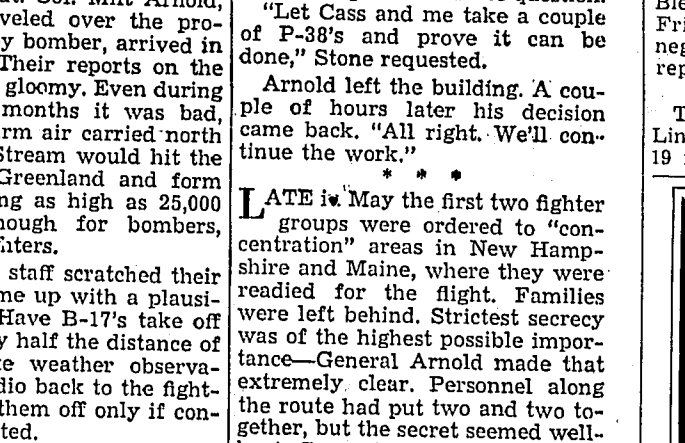 veled over the pro-
y bomber, arrived in
Their reports on the
gloomy. Even during
months it was bad,
rm air carried north
Stream would hit the
Greenland and form
ng as high as 25,000
nough for bombers,
hters.
staff scratched their
me up with a plausi-
Have B-17's take off
y half the distance of
te weather observa-
dio back to the fight-
them off only if con-
ted.
"Let Cass and me take a couple
of P-38's and prove it can be
done," Stone requested.
Arnold left the building. A cou-
ple of hours later his decision
came back. "All right. We'll con-
tinue the work."
* * *
LATE in May the first two fighter
groups were ordered to "con-
centration" areas in New Hamp-
shire and Maine, where they were
readied for the flight. Families
were left behind. Strictest secrecy
was of the highest possible impor-
tance—General Arnold made that
extremely clear. Personnel along
the route had put two and two to-
gether, but the secret seemed well-
Fri
neg
rep
T
Lin
19